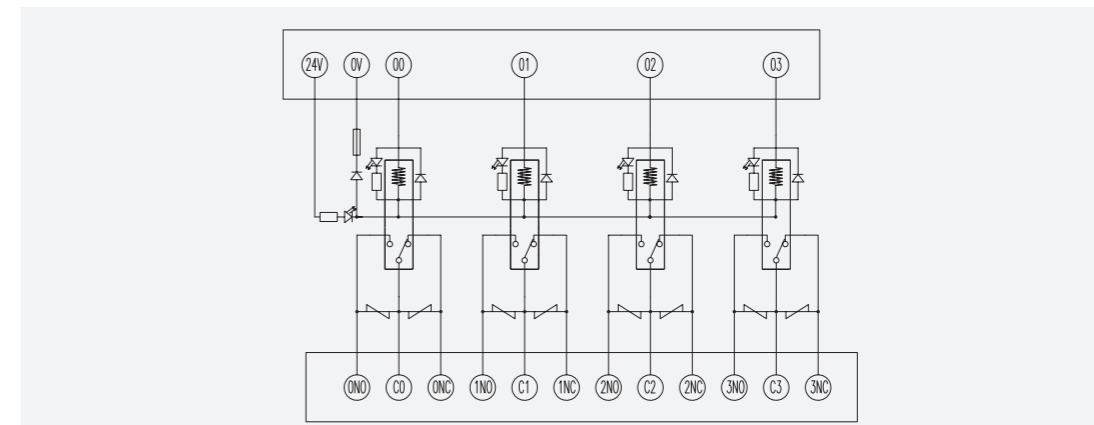 24V 0V 00 01 02 03
0NO C0 0NC 1NO C1 1NC 2NO C2 2NC 3NO C3 3NC